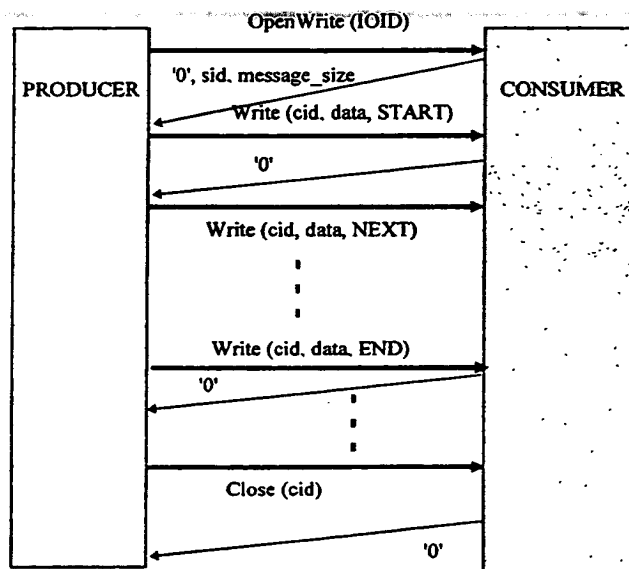 OpenWrite (IOID)
PRODUCER
'0', sid, message_size
CONSUMER
Write (cid, data, START)
'0'
Write (cid, data, NEXT)
Write (cid, data, END)
'0'
Close (cid)
'0'